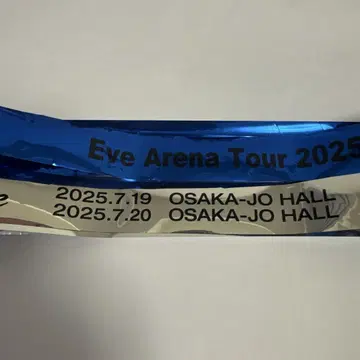 Eve Arena Tour 2025
2025.7.19 OSAKA-JO HALL
2025.7.20 OSAKA-JO HALL